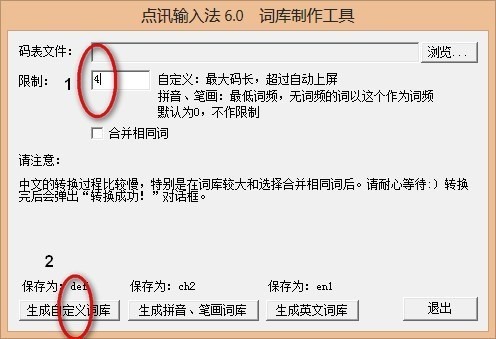 点讯输入法 6.0 词库制作工具
码表文件： 浏览...
限制： 1 4 自定义：最大码长，超过自动上屏
拼音、笔画：最低词频，无词频的词以这个作为词频
默认为0，不作限制
合并相同词
请注意：
中文的转换过程比较慢，特别是在词库较大和选择合并相同词后。请耐心等待:) 转换
完后会弹出“转换成功！”对话框。
2
保存为：def 保存为：ch2 保存为：en1
生成自定义词库 生成拼音、笔画词库 生成英文词库 退出